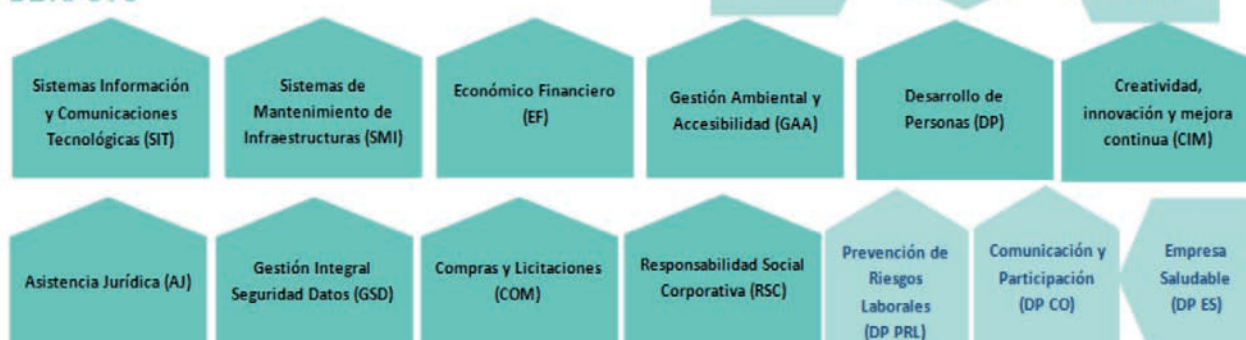 Sistemas Información
y Comunicaciones
Tecnológicas (SIT)
Sistemas de
Mantenimiento de
Infraestructuras (SMI)
Económico Financiero
(EF)
Gestión Ambiental y
Accesibilidad (GAA)
Desarrollo de
Personas (DP)
Creatividad,
innovación y mejora
continua (CIM)
Asistencia Jurídica (AJ)
Gestión Integral
Seguridad Datos (GSD)
Compras y Licitaciones
(COM)
Responsabilidad Social
Corporativa (RSC)
Prevención de
Riesgos
Laborales
(DP PRL)
Comunicación y
Participación
(DP CO)
Empresa
Saludable
(DP ES)